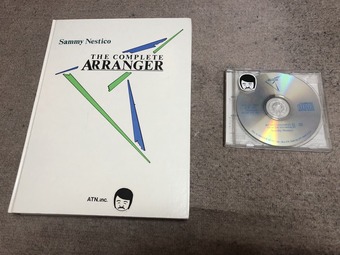 Sammy Nestico
THE COMPLETE
ARRANGER
ATN,inc.